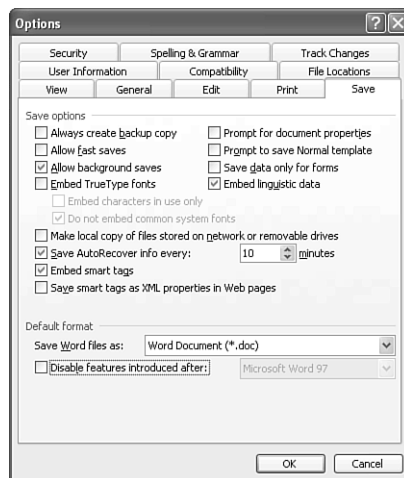 Options
Security Spelling & Grammar Track Changes
User Information Compatibility File Locations
View General Edit Print Save
Save options
Always create backup copy Prompt for document properties
Allow fast saves Prompt to save Normal template
Allow background saves Save data only for forms
Embed TrueType fonts Embed linguistic data
Embed characters in use only
Do not embed common system fonts
Make local copy of files stored on network or removable drives
Save AutoRecover info every: 10 minutes
Embed smart tags
Save smart tags as XML properties in Web pages
Default format
Save Word files as: Word Document (*.doc)
Disable features introduced after: Microsoft Word 97
OK Cancel